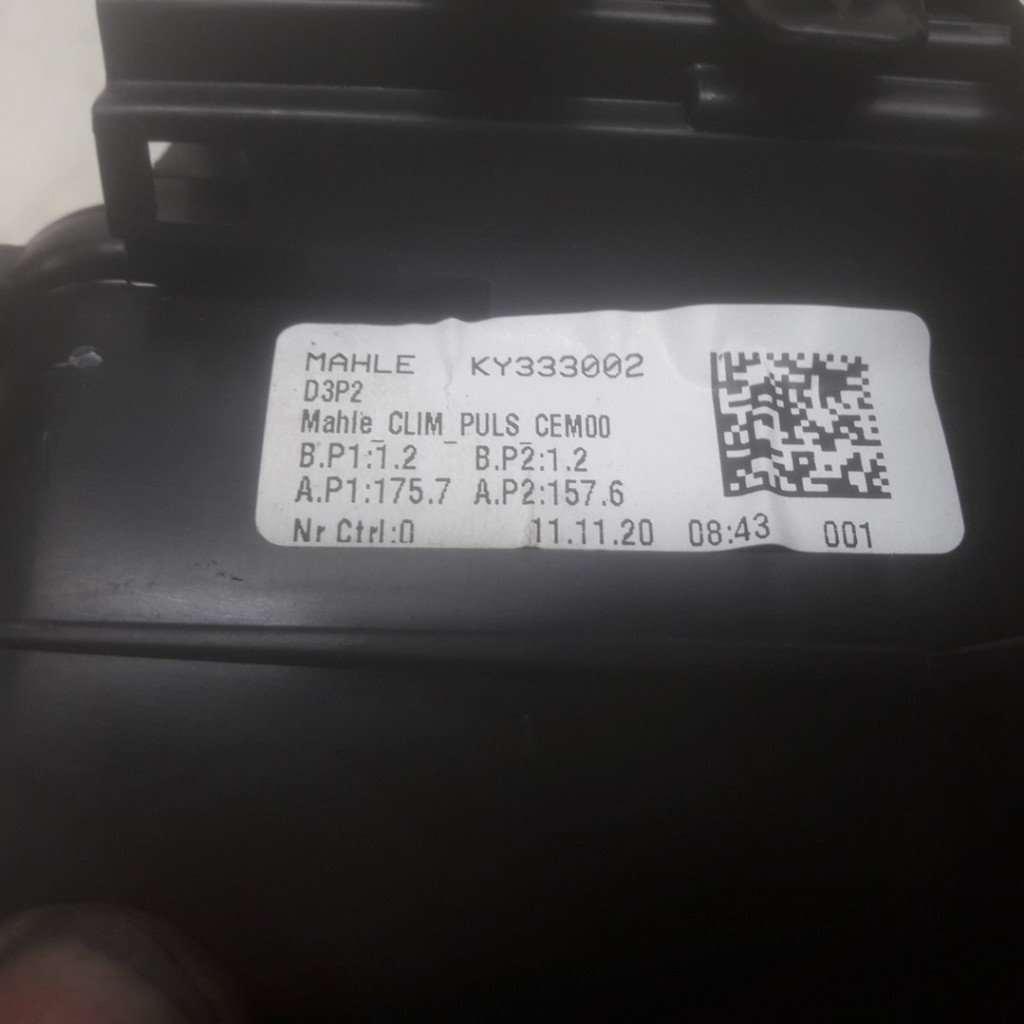 MAHLE KY333002
D3P2
Mahle_CLIM_PULS_CEM00
B.P1:1.2 B.P2:1.2
A.P1:175.7 A.P2:157.6
Nr Ctrl:0 11.11.20 08:43 001